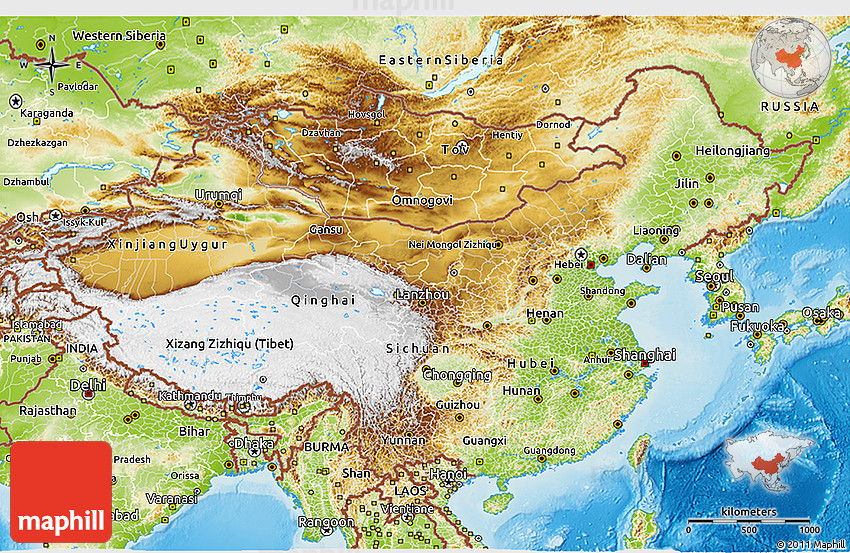 maphill
Western Siberia
Eastern Siberia
N
W E
S
Pavlodar
Karaganda
RUSSIA
Hovsgol
Dzavhan
Hentiy
Dornod
Tov
Dzhezkazgan
Heilongjiang
Dzhambul
Jilin
Urumqi
Omnogovi
Osh
Issyk-Kul
Gansu
Liaoning
XinjiangUygur
Nei Mongol Zizhiqu
Hebei
Dalian
Seoul
Qinghai
Lanzhou
Shandong
Pusan
Islamabad
PAKISTAN
Henan
Osaka
Fukuoka
INDIA
Xizang Zizhiqu (Tibet)
Sichuan
Punjab
Hubei
Anhui
Shanghai
Chongqing
Delhi
Kathmandu
Thimphu
Hunan
Rajasthan
Guizhou
Bihar
Dhaka
BURMA
Yunnan
Guangxi
Guangdong
Pradesh
Orissa
Shan
Hanoi
LAOS
Varanasi
Vientiane
Rangoon
abad
maphill
kilometers
0 500 1000
© 2011 Maphill